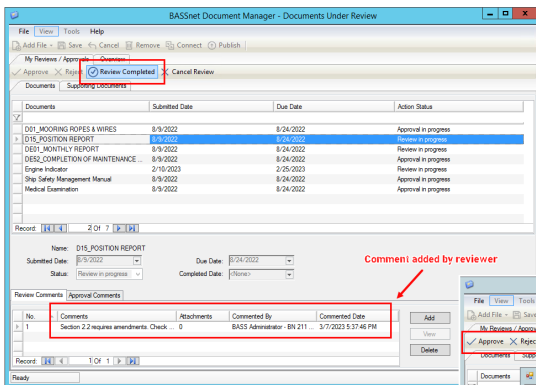 BASSnet Document Manager - Documents Under Review
File View Tools Help
Add File Save Cancel Remove Connect Publish
My Reviews / Approvals Overview
Approve Reject Review Completed Cancel Review
Documents Supporting Documents
Documents Submitted Date Due Date Action Status
D01_MOORING ROPES & WIRES 8/9/2022 8/24/2022 Approval in progress
D15_POSITION REPORT 8/9/2022 8/24/2022 Review in progress
DE01_MONTHLY REPORT 8/9/2022 8/24/2022 Review in progress
DE52_COMPLETION OF MAINTENANCE ... 8/9/2022 8/24/2022 Approval in progress
Engine Indicator 2/10/2023 2/25/2023 Review in progress
Ship Safety Management Manual 8/9/2022 8/24/2022 Approval in progress
Medical Examination 8/9/2022 8/24/2022 Approval in progress
Record: 2 Of 7
Name: D15_POSITION REPORT
Submitted Date: 8/9/2022 Due Date: 8/24/2022
Status: Review in progress Completed Date: <None>
Comment added by reviewer
Review Comments Approval Comments
No. Comments Attachments Commented By Commented Date
1 Section 2.2 requires amendments. Check ... 0 BASS Administrator - BN 211 ... 3/7/2023 5:37:46 PM
Add
View
Delete
Record: 1 Of 1
Ready
File View Tools
Add File Save
My Reviews / Approv
Approve Rejec
Documents Suppo
Documents